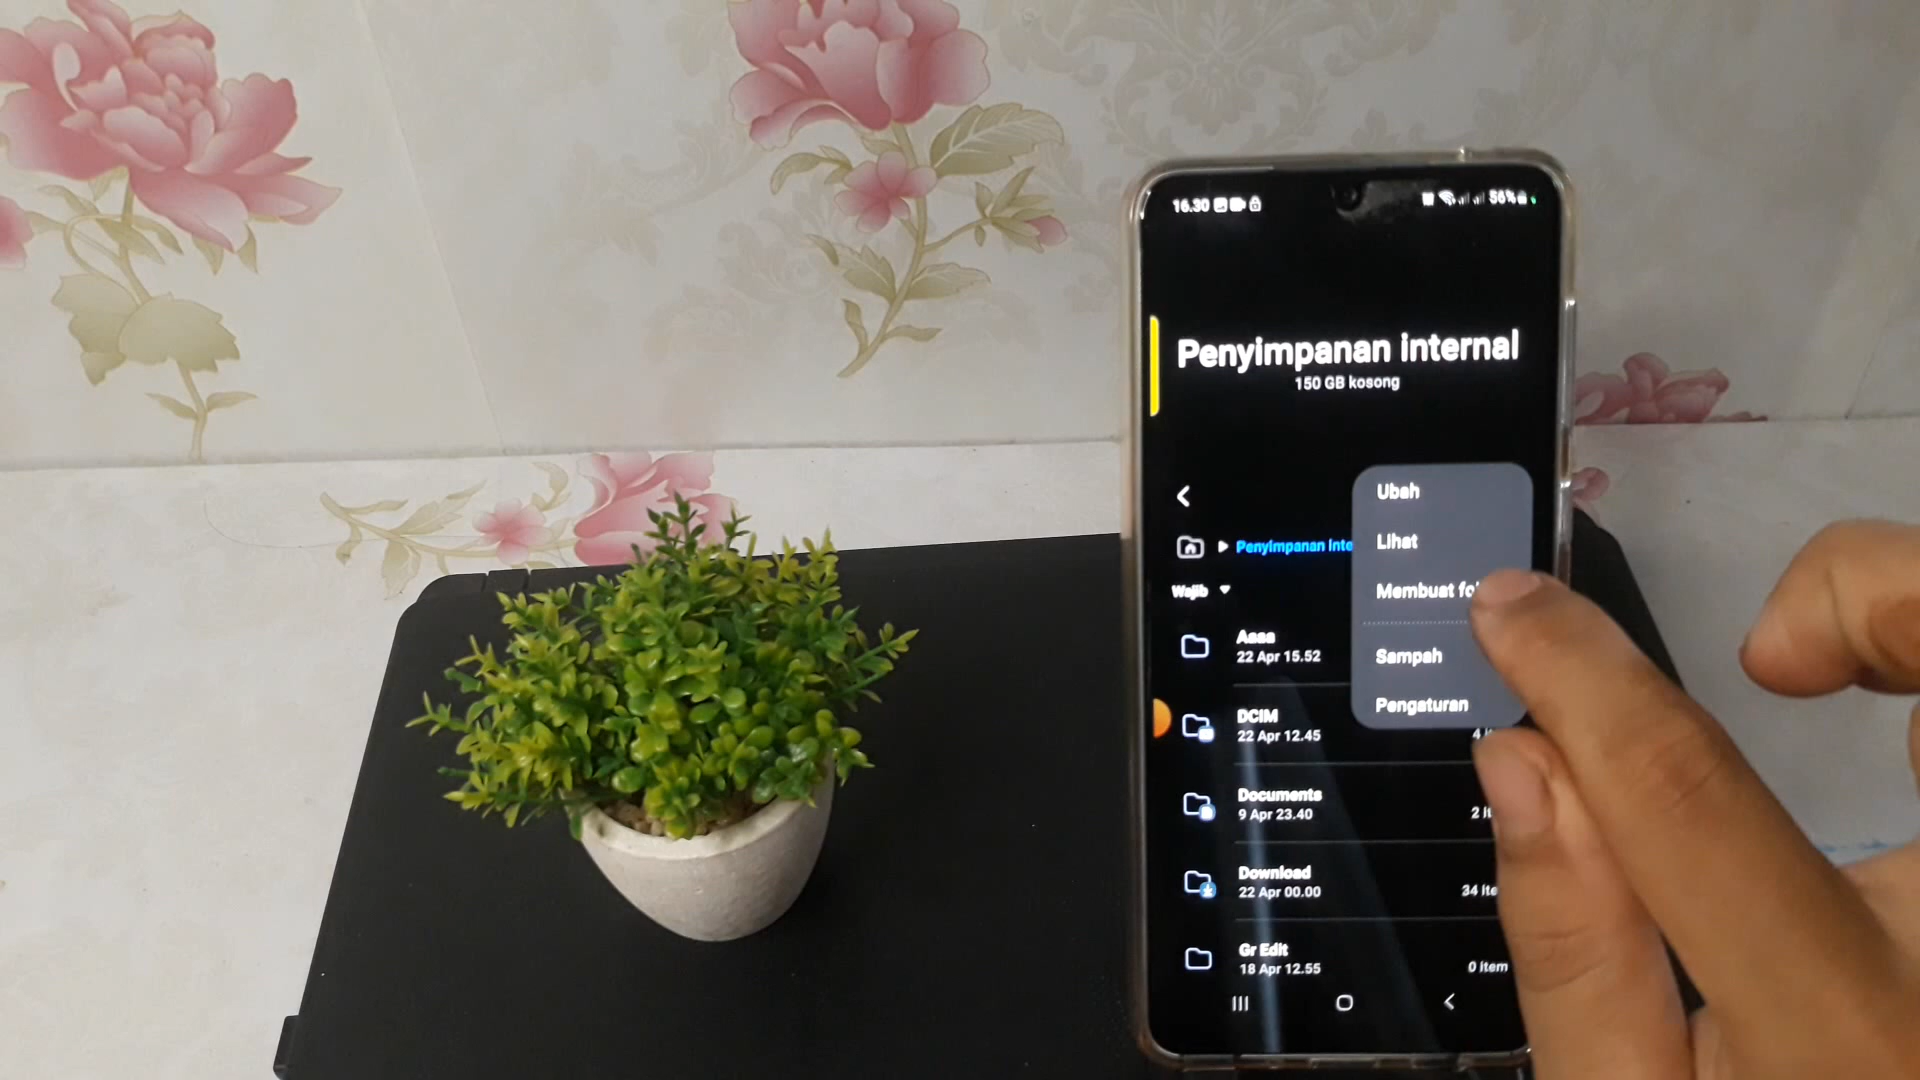 16.30 56%
Penyimpanan internal
150 GB kosong
Ubah
Lihat
Penyimpanan Inte
Membuat fol
Wajib
Aaaa
22 Apr 15.52
Sampah
Pengaturan
DCIM
22 Apr 12.45
4 i
Documents
9 Apr 23.40
2 it
Download
22 Apr 00.00
34 ite
Gr Edit
18 Apr 12.55
0 item